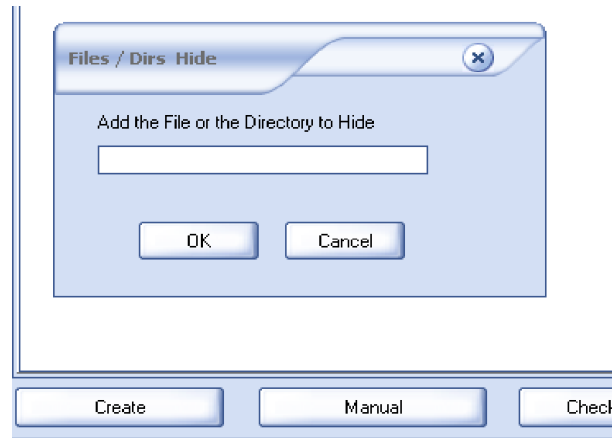 Files / Dirs Hide
Add the File or the Directory to Hide
OK Cancel
Create Manual Check